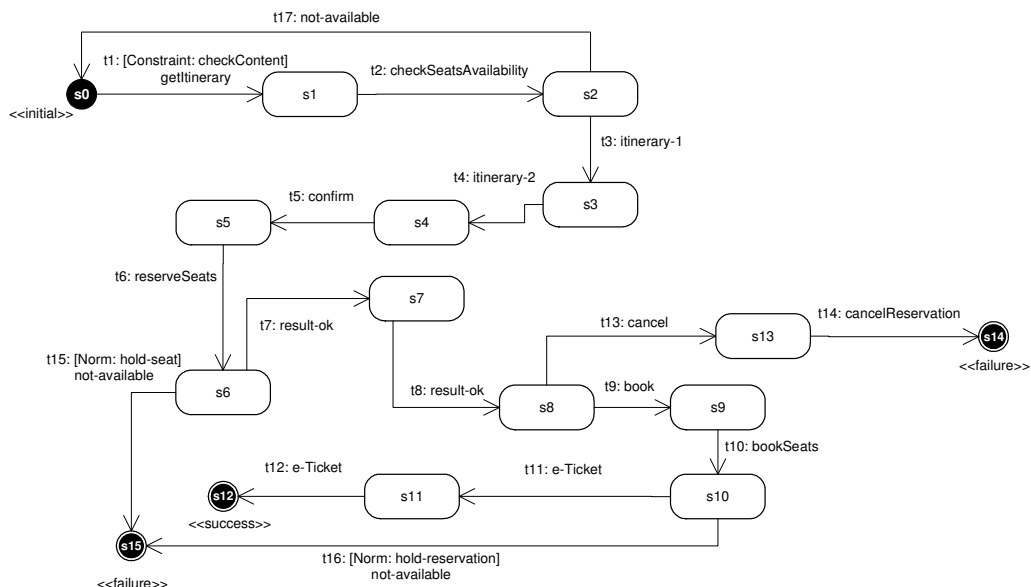 t17: not-available
t1: [Constraint: checkContent]
getItinerary
t2: checkSeatsAvailability
s0
s1
s2
<<initial>>
t3: itinerary-1
t4: itinerary-2
t5: confirm
s3
s4
s5
t6: reserveSeats
s7
t7: result-ok
t13: cancel
t14: cancelReservation
s13
s14
t15: [Norm: hold-seat]
not-available
<<failure>>
s6
t8: result-ok
t9: book
s8
s9
t10: bookSeats
t12: e-Ticket
t11: e-Ticket
s12
s11
s10
<<success>>
s15
t16: [Norm: hold-reservation]
not-available
<<failure>>